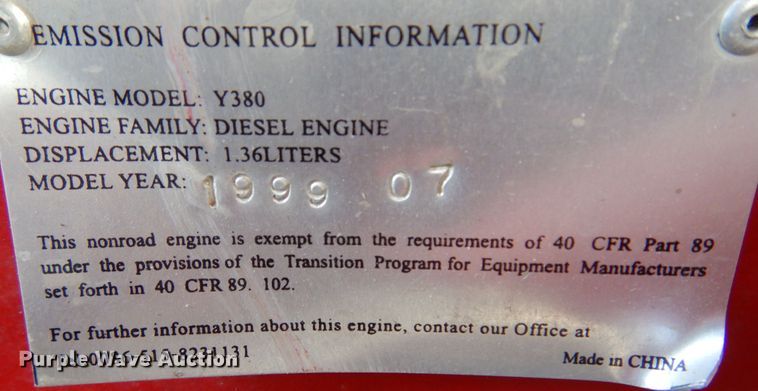 EMISSION CONTROL INFORMATION
ENGINE MODEL: Y380
ENGINE FAMILY: DIESEL ENGINE
DISPLACEMENT: 1.36LITERS
MODEL YEAR: 1999 07
This nonroad engine is exempt from the requirements of 40 CFR Part 89
under the provisions of the Transition Program for Equipment Manufacturers
set forth in 40 CFR 89. 102.
For further information about this engine, contact our Office at
8231131
Purple Wave Auction
Made in CHINA